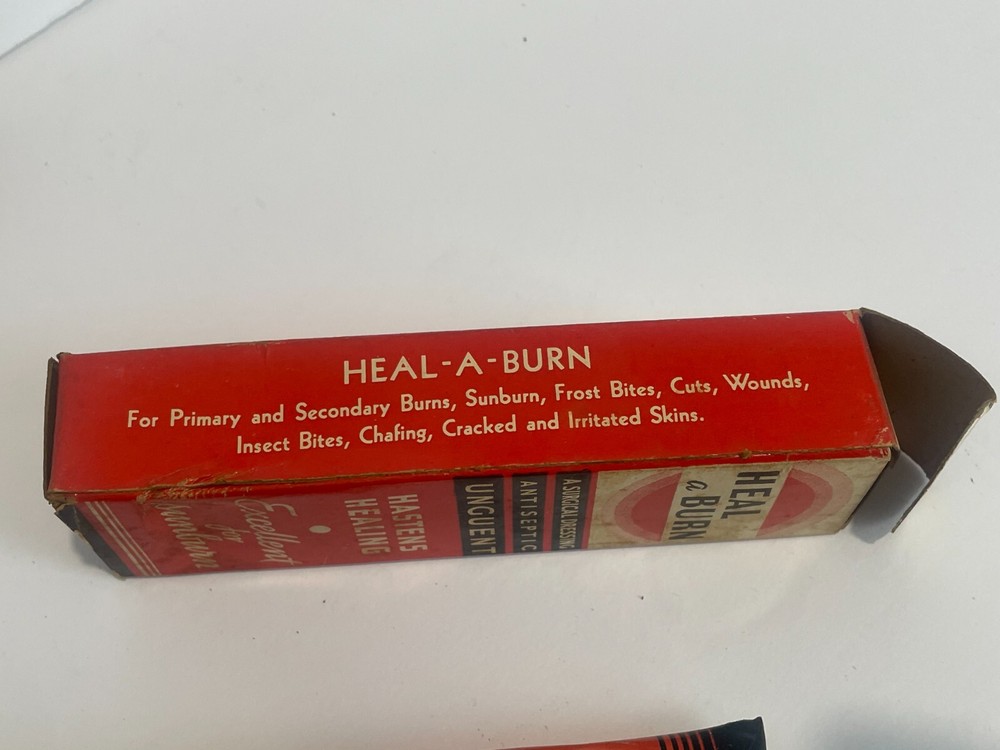 HEAL-A-BURN
For Primary and Secondary Burns, Sunburn, Frost Bites, Cuts, Wounds,
Insect Bites, Chafing, Cracked and Irritated Skins.
HEAL
a BURN
A SURGICAL DRESSING
ANTISEPTIC
UNGUENT
HASTENS
HEALING
Excellent
for
Sunburn